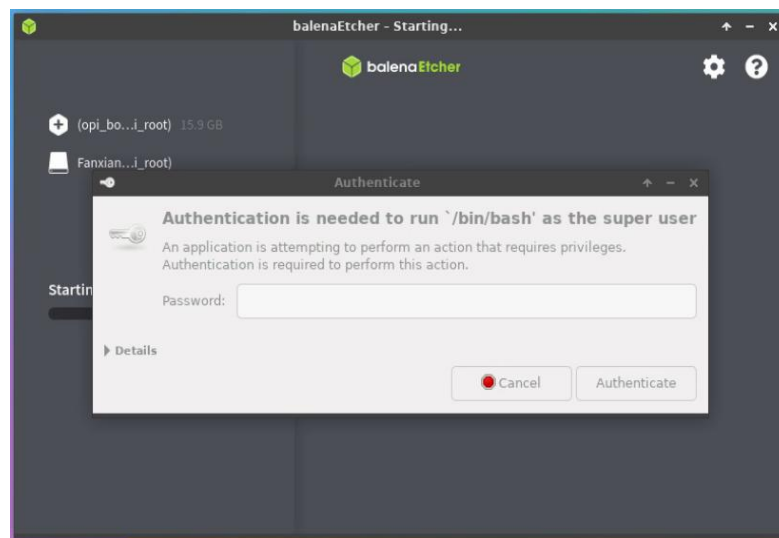 balenaEtcher - Starting...
balenaEtcher
(opi_bo...i_root) 15.9 GB
Fanxian...i_root)
Authenticate
Authentication is needed to run `/bin/bash' as the super user
An application is attempting to perform an action that requires privileges.
Authentication is required to perform this action.
Startin
Password:
Details
Cancel
Authenticate